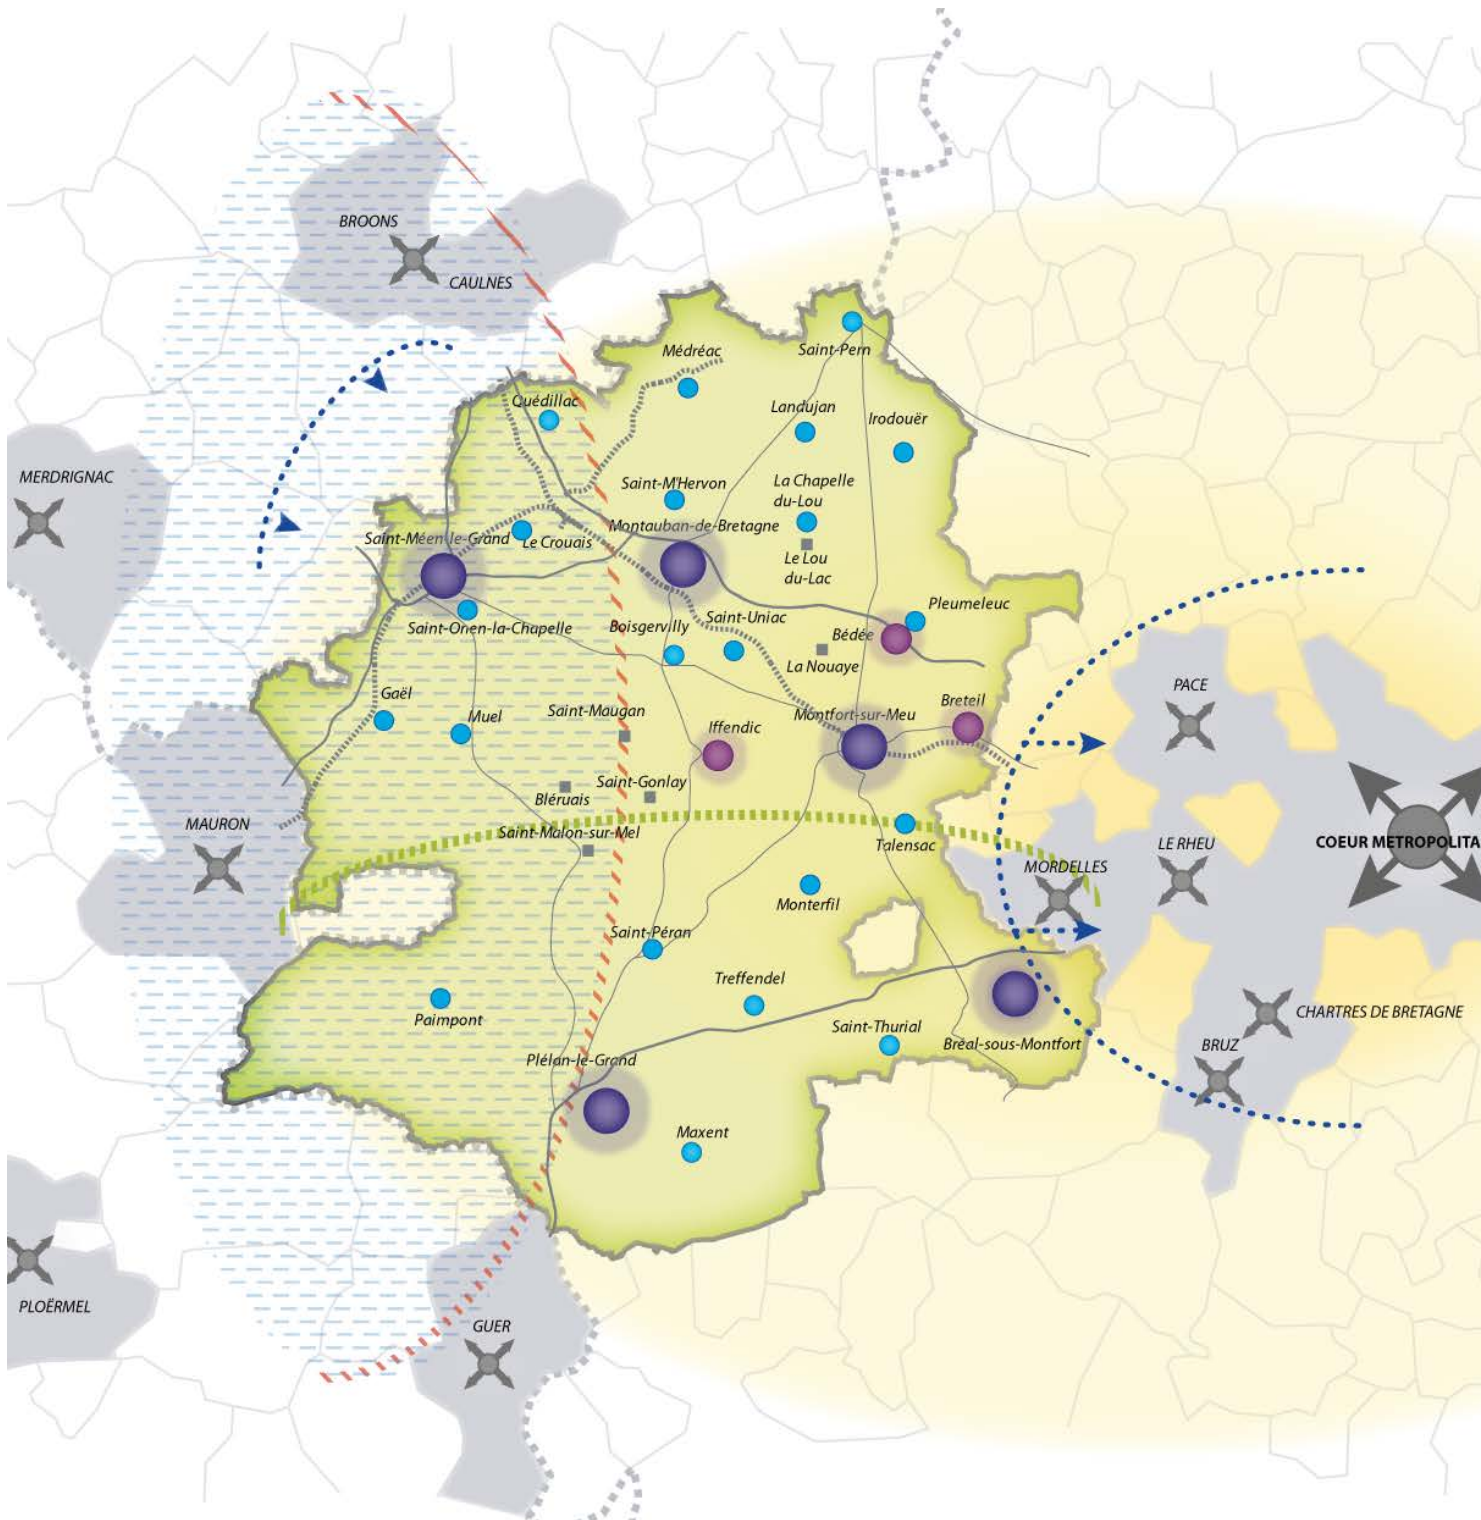 BROONS
CAULNES
Saint-Pern
Médréac
Quédillac
Landujan
Irodouër
MERDRIGNAC
Saint-M'Hervon
La Chapelle
du-Lou
Montauban-de-Bretagne
Saint-Méen-le-Grand
Le Crouais
Le Lou
du-Lac
Pleumeleuc
Saint-Onen-la-Chapelle
Boisgervilly
Saint-Uniac
Bédée
La Nouaye
PACE
Gaël
Muel
Saint-Maugan
Iffendic
Montfort-sur-Meu
Breteil
Saint-Gonlay
Bléruais
MAURON
Saint-Malon-sur-Mel
Talensac
LE RHEU
COEUR METROPOLITA
MORDELLES
Monterfil
Saint-Péran
Treffendel
Paimpont
Saint-Thurial
Bréal-sous-Montfort
CHARTRES DE BRETAGNE
BRUZ
Plélan-le-Grand
Maxent
PLOËRMEL
GUER